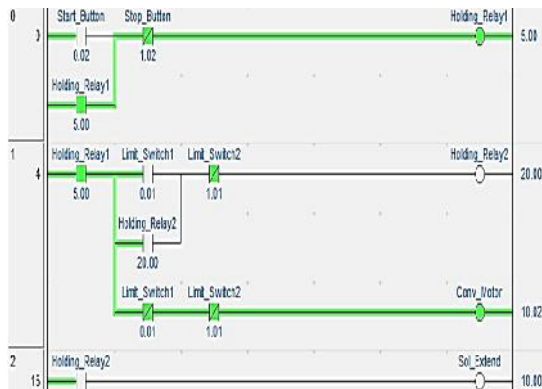 0
Start_Button Stop_Button Holding_Relay1
0.02 1.02 5.00
Holding_Relay1
5.00
1
Holding_Relay1 Limit_Switch1 Limit_Switch2 Holding_Relay2
4
5.00 0.01 1.01 20.00
Holding_Relay2
20.00
Limit_Switch1 Limit_Switch2 Conv_Motor
0.01 1.01 10.02
2
Holding_Relay2 Sol_Extend
15 10.00